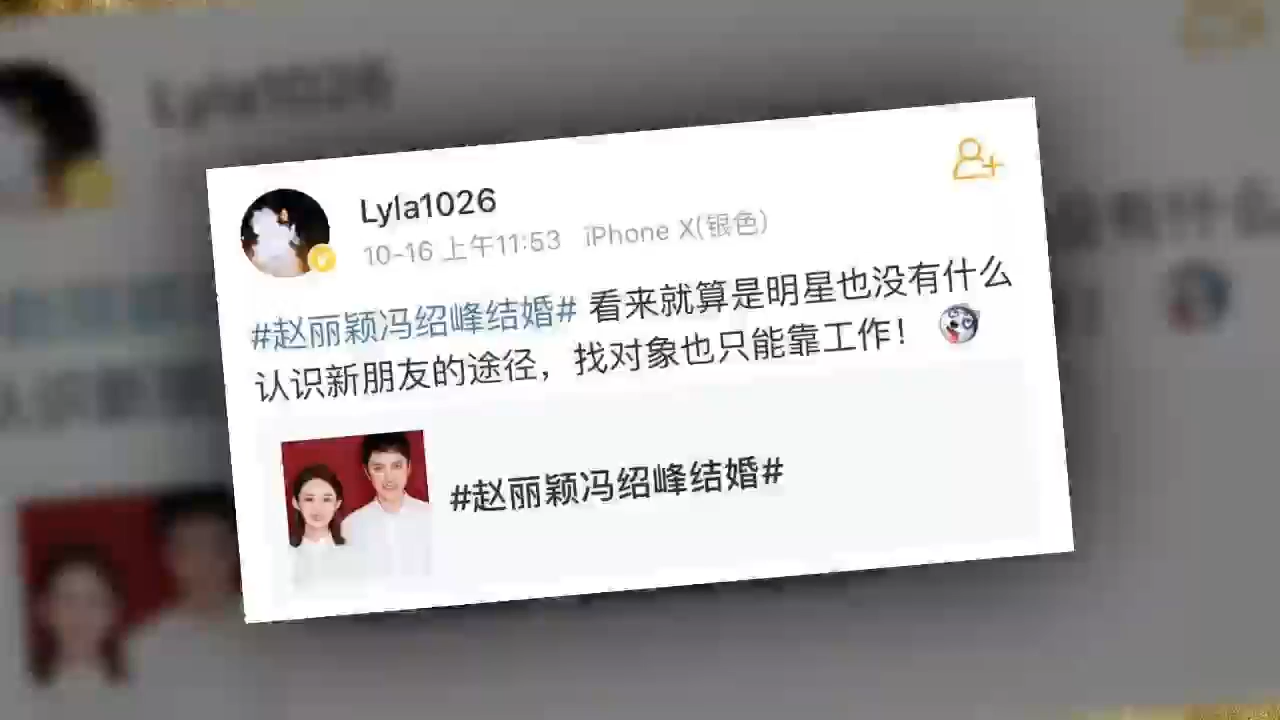 Lyla1026
10-16 上午11:53 iPhone X(银色)
#赵丽颖冯绍峰结婚# 看来就算是明星也没有什么
认识新朋友的途径，找对象也只能靠工作！
#赵丽颖冯绍峰结婚#